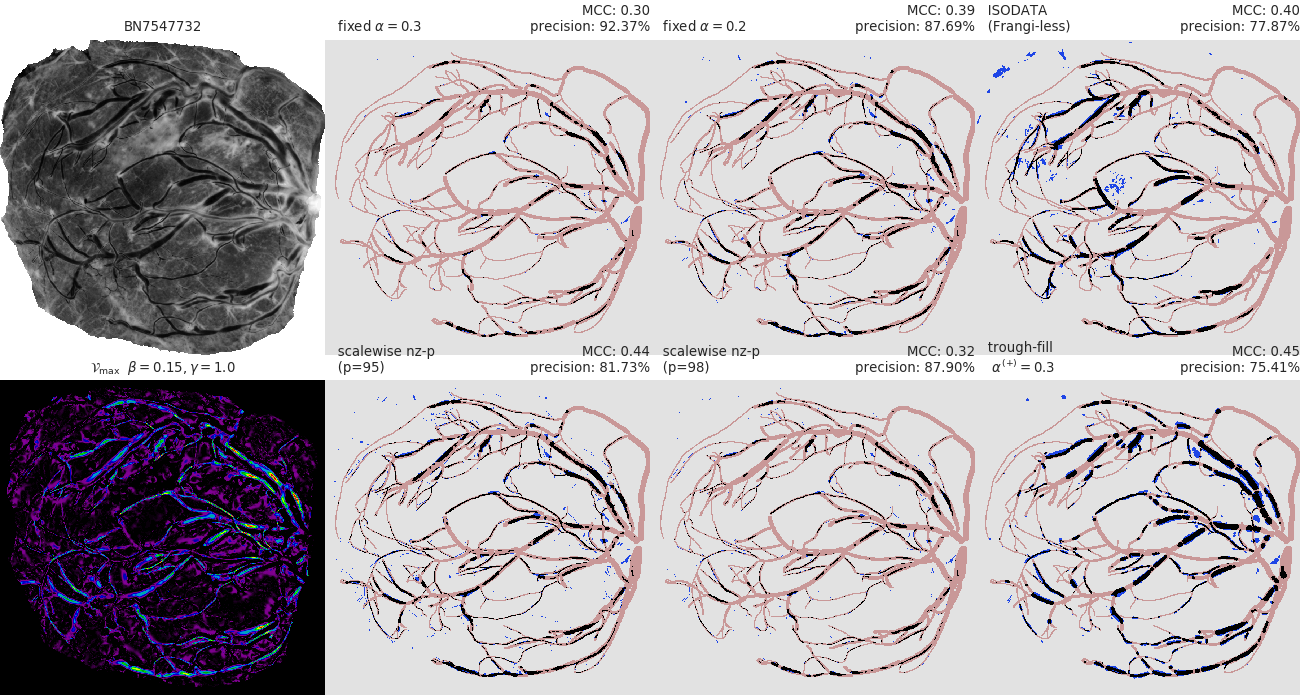 BN7547732
fixed α = 0.3
MCC: 0.30
precision: 92.37%
fixed α = 0.2
MCC: 0.39
precision: 87.69%
ISODATA
(Frangi-less)
MCC: 0.40
precision: 77.87%
𝒱max β = 0.15, γ = 1.0
scalewise nz-p
(p=95)
MCC: 0.44
precision: 81.73%
scalewise nz-p
(p=98)
MCC: 0.32
precision: 87.90%
trough-fill
α(+) = 0.3
MCC: 0.45
precision: 75.41%